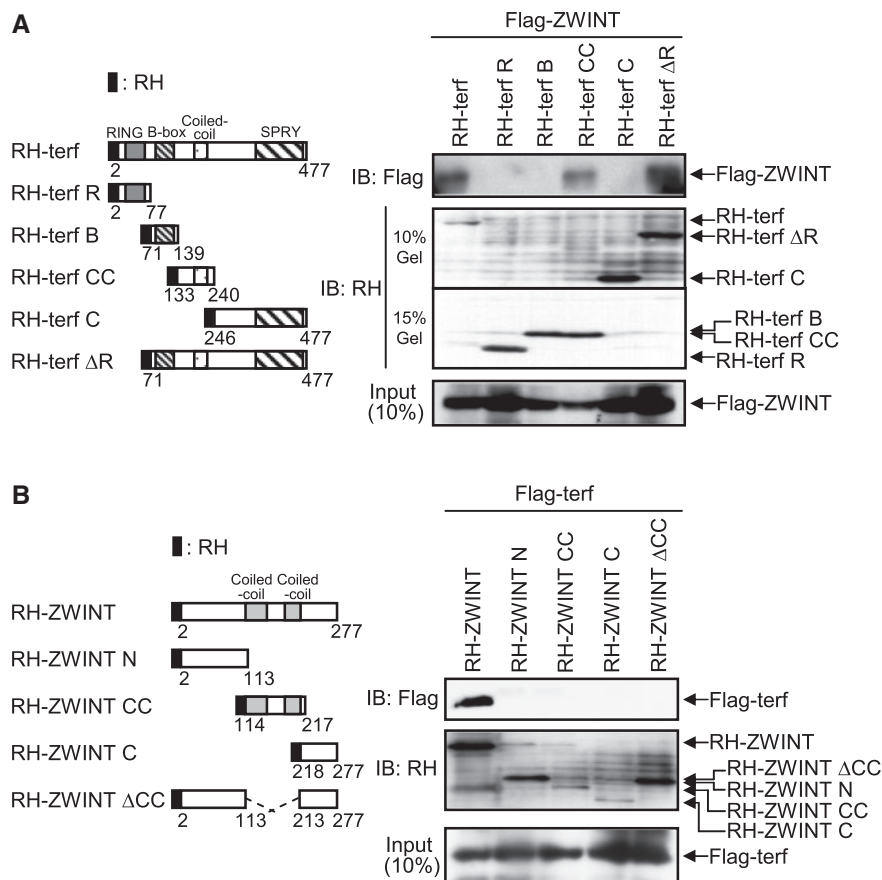 A
Flag-ZWINT
: RH
RH-terf
RH-terf R
RH-terf B
RH-terf CC
RH-terf C
RH-terf ΔR
RING B-box Coiled-coil SPRY
RH-terf
2 477
RH-terf R
2 77
RH-terf B
71 139
RH-terf CC
133 240
RH-terf C
246 477
RH-terf ΔR
71 477
IB: Flag
Flag-ZWINT
IB: RH
10% Gel
RH-terf
RH-terf ΔR
RH-terf C
15% Gel
RH-terf B
RH-terf CC
RH-terf R
Input (10%)
Flag-ZWINT
B
Flag-terf
: RH
RH-ZWINT
RH-ZWINT N
RH-ZWINT CC
RH-ZWINT C
RH-ZWINT ΔCC
Coiled-coil Coiled-coil
RH-ZWINT
2 277
RH-ZWINT N
2 113
RH-ZWINT CC
114 217
RH-ZWINT C
218 277
RH-ZWINT ΔCC
2 113 213 277
IB: Flag
Flag-terf
IB: RH
RH-ZWINT
RH-ZWINT ΔCC
RH-ZWINT N
RH-ZWINT CC
RH-ZWINT C
Input (10%)
Flag-terf